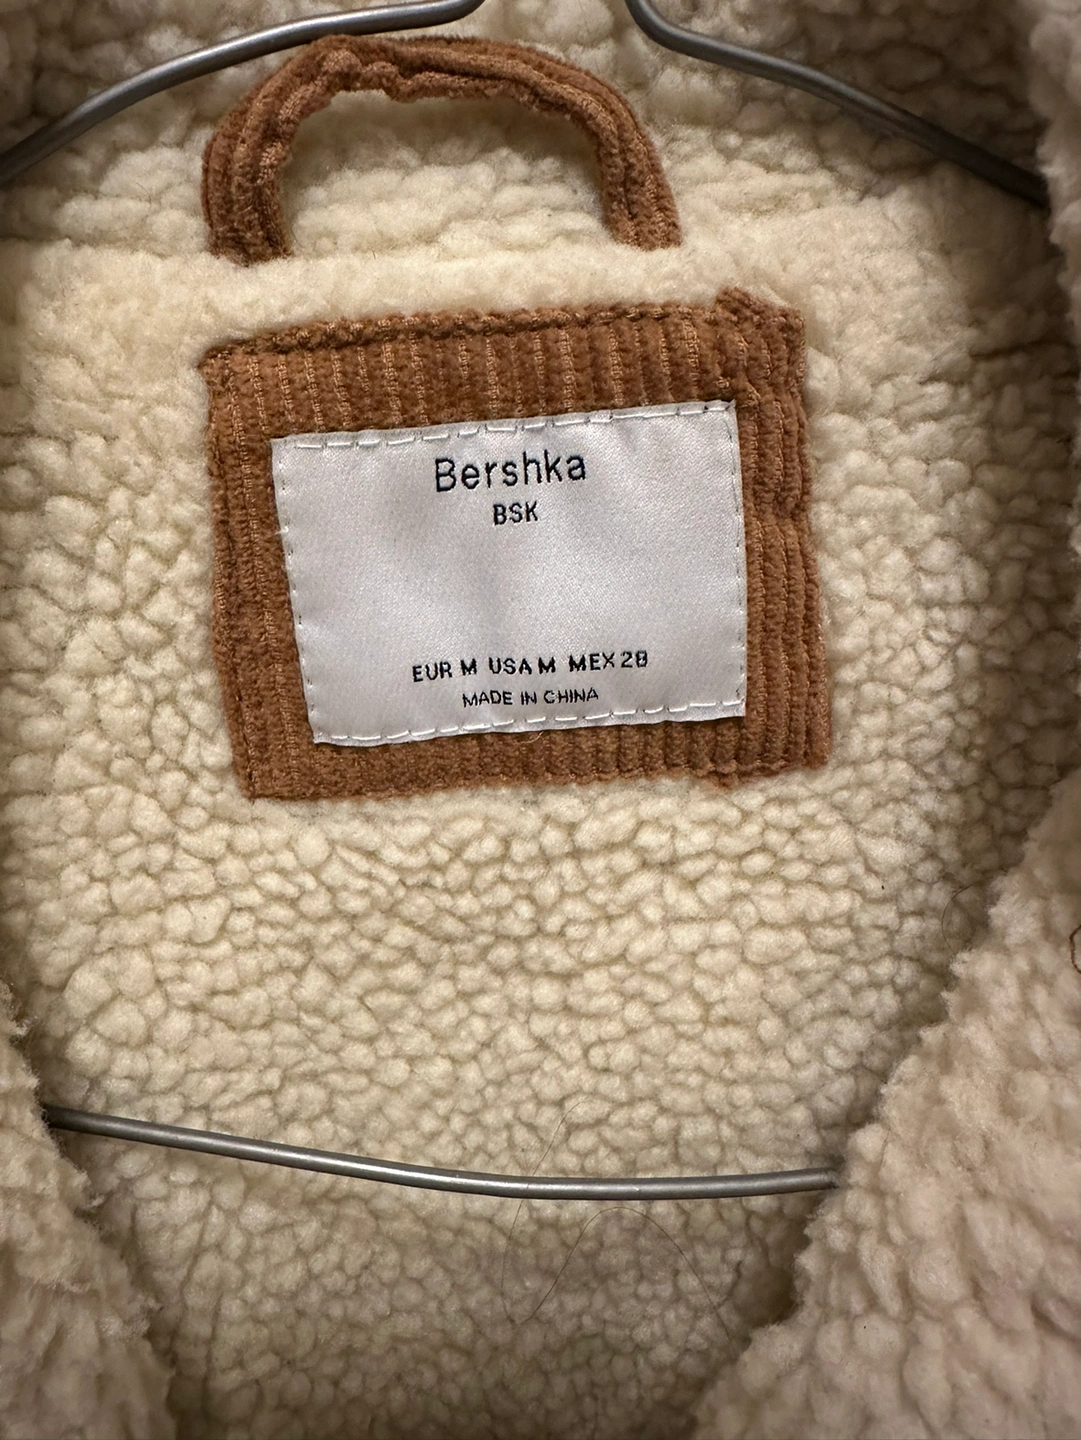 Bershka
BSK
EUR M USA M MEX 28
MADE IN CHINA